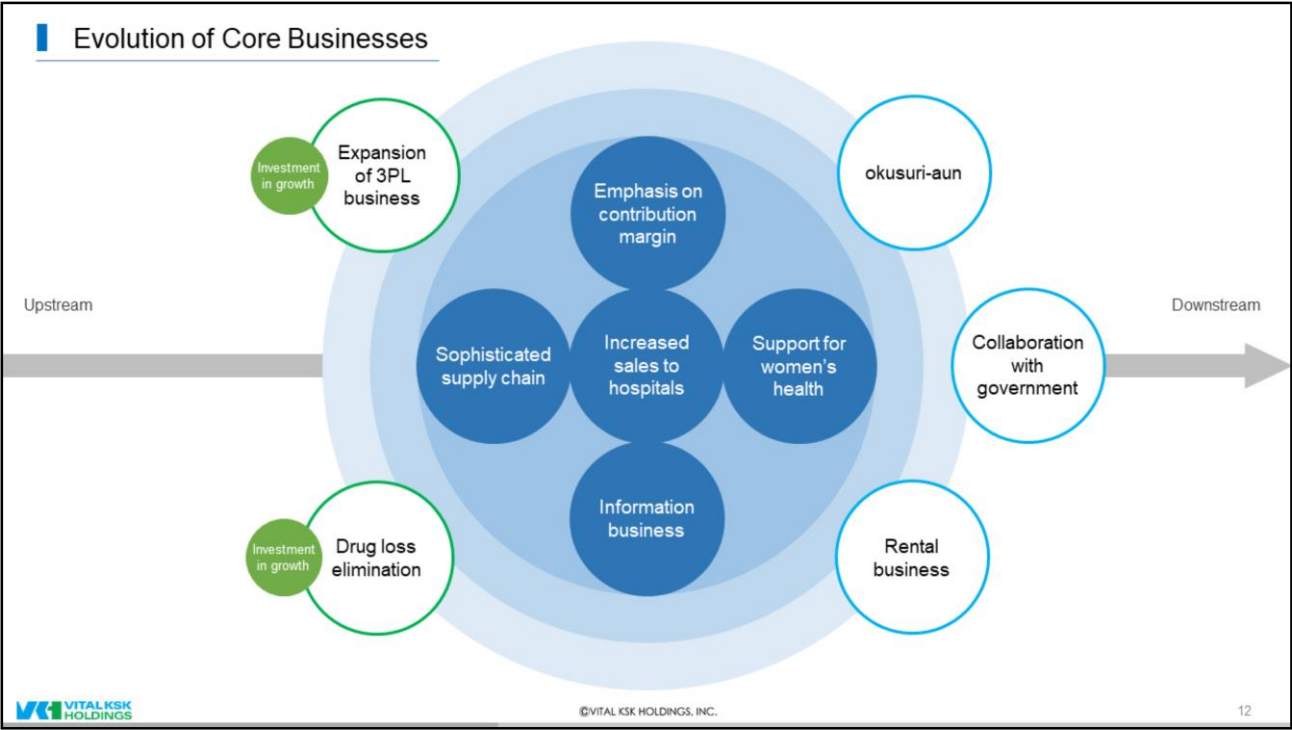 Evolution of Core Businesses
Investment
in growth
Expansion
of 3PL
business
Emphasis on
contribution
margin
okusuri-aun
Upstream
Downstream
Sophisticated
supply chain
Increased
sales to
hospitals
Support for
women's
health
Collaboration
with
government
Information
business
Investment
in growth
Drug loss
elimination
Rental
business
VITAL KSK
HOLDINGS
©VITAL KSK HOLDINGS, INC.
12